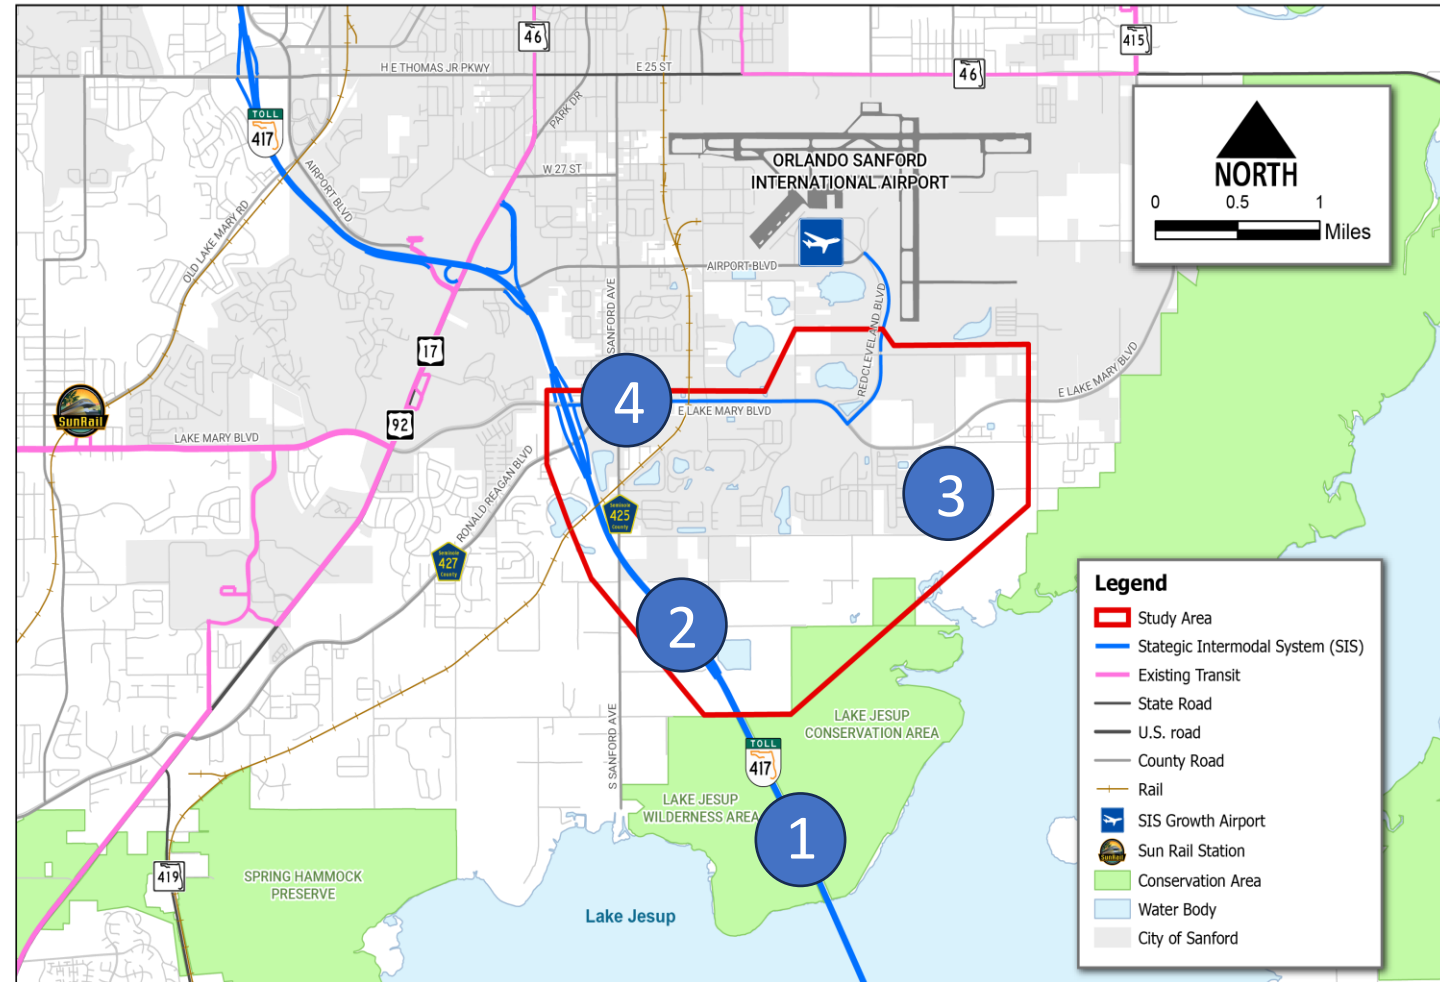 46
415
H E THOMAS JR PKWY
E 25 ST
46
TOLL
417
PARK DR
ORLANDO SANFORD
INTERNATIONAL AIRPORT
NORTH
0 0.5 1
Miles
AIRPORT BLVD
W 27 ST
OLD LAKE MARY RD
AIRPORT BLVD
S SANFORD AVE
REDCLEVELAND BLVD
17
E LAKE MARY BLVD
SunRail
92
4
E LAKE MARY BLVD
LAKE MARY BLVD
RONALD REAGAN BLVD
3
Seminole
425
County
Seminole
427
County
2
Legend
Study Area
Stategic Intermodal System (SIS)
Existing Transit
State Road
U.S. road
County Road
Rail
SIS Growth Airport
SunRail
Sun Rail Station
Conservation Area
Water Body
City of Sanford
S SANFORD AVE
LAKE JESUP
CONSERVATION AREA
TOLL
417
LAKE JESUP
WILDERNESS AREA
1
419
SPRING HAMMOCK
PRESERVE
Lake Jesup